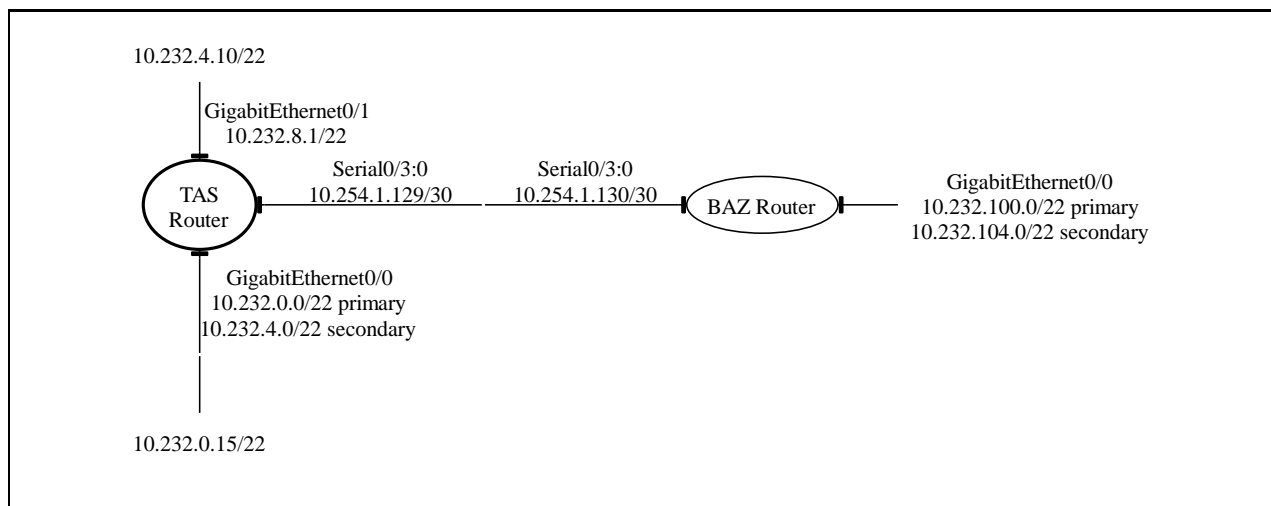 10.232.4.10/22
GigabitEthernet0/1
10.232.8.1/22
TAS
Router
Serial0/3:0
10.254.1.129/30
Serial0/3:0
10.254.1.130/30
BAZ Router
GigabitEthernet0/0
10.232.100.0/22 primary
10.232.104.0/22 secondary
GigabitEthernet0/0
10.232.0.0/22 primary
10.232.4.0/22 secondary
10.232.0.15/22